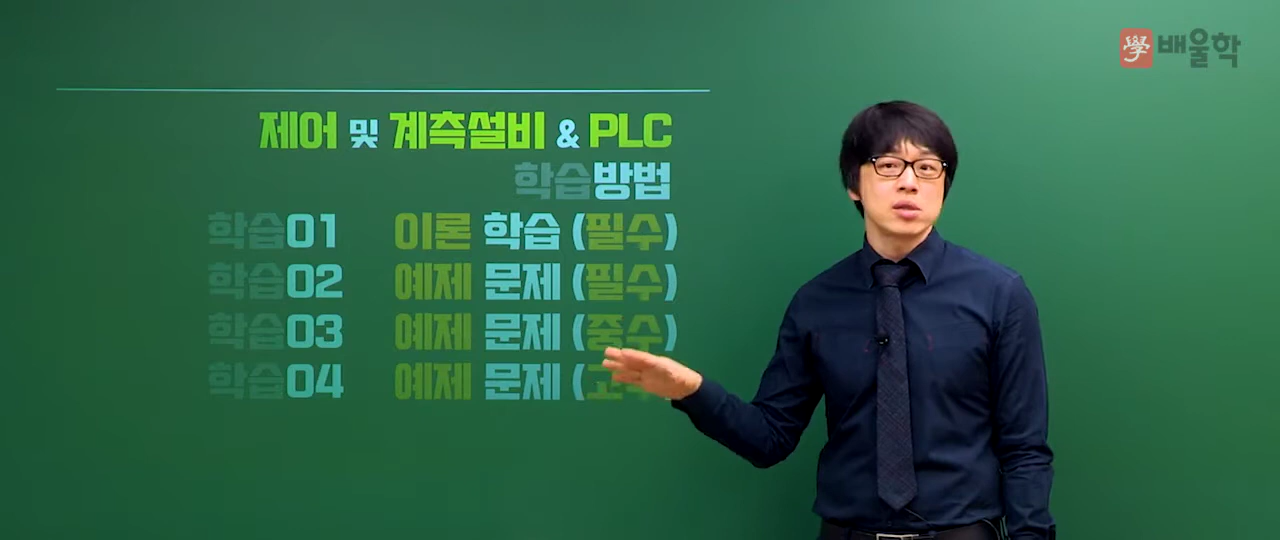 學 배울학
제어 및 계측설비 & PLC
학습방법
학습01 이론 학습 (필수)
학습02 예제 문제 (필수)
학습03 예제 문제 (중수)
학습04 예제 문제 (고